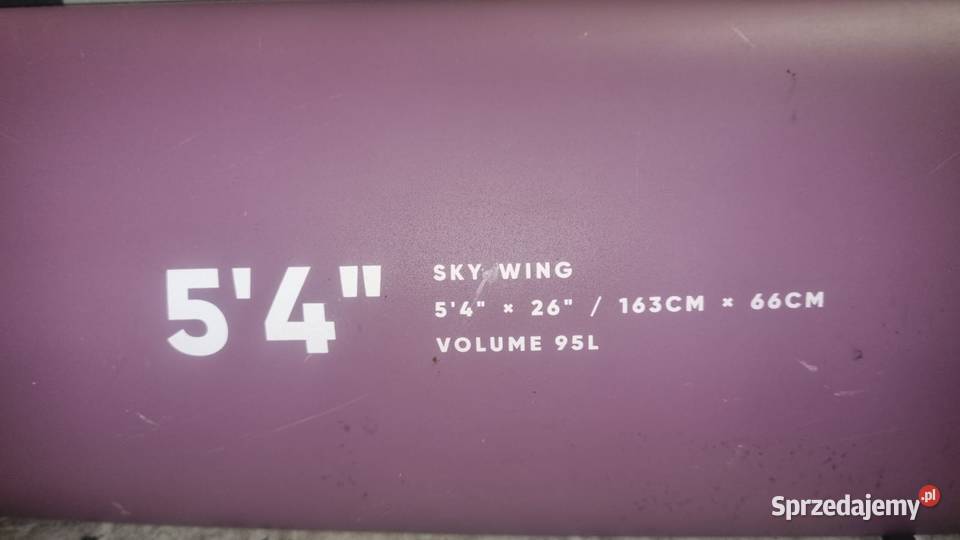 5'4"
SKY WING
5'4" × 26" / 163CM × 66CM
VOLUME 95L
Sprzedajemy.pl